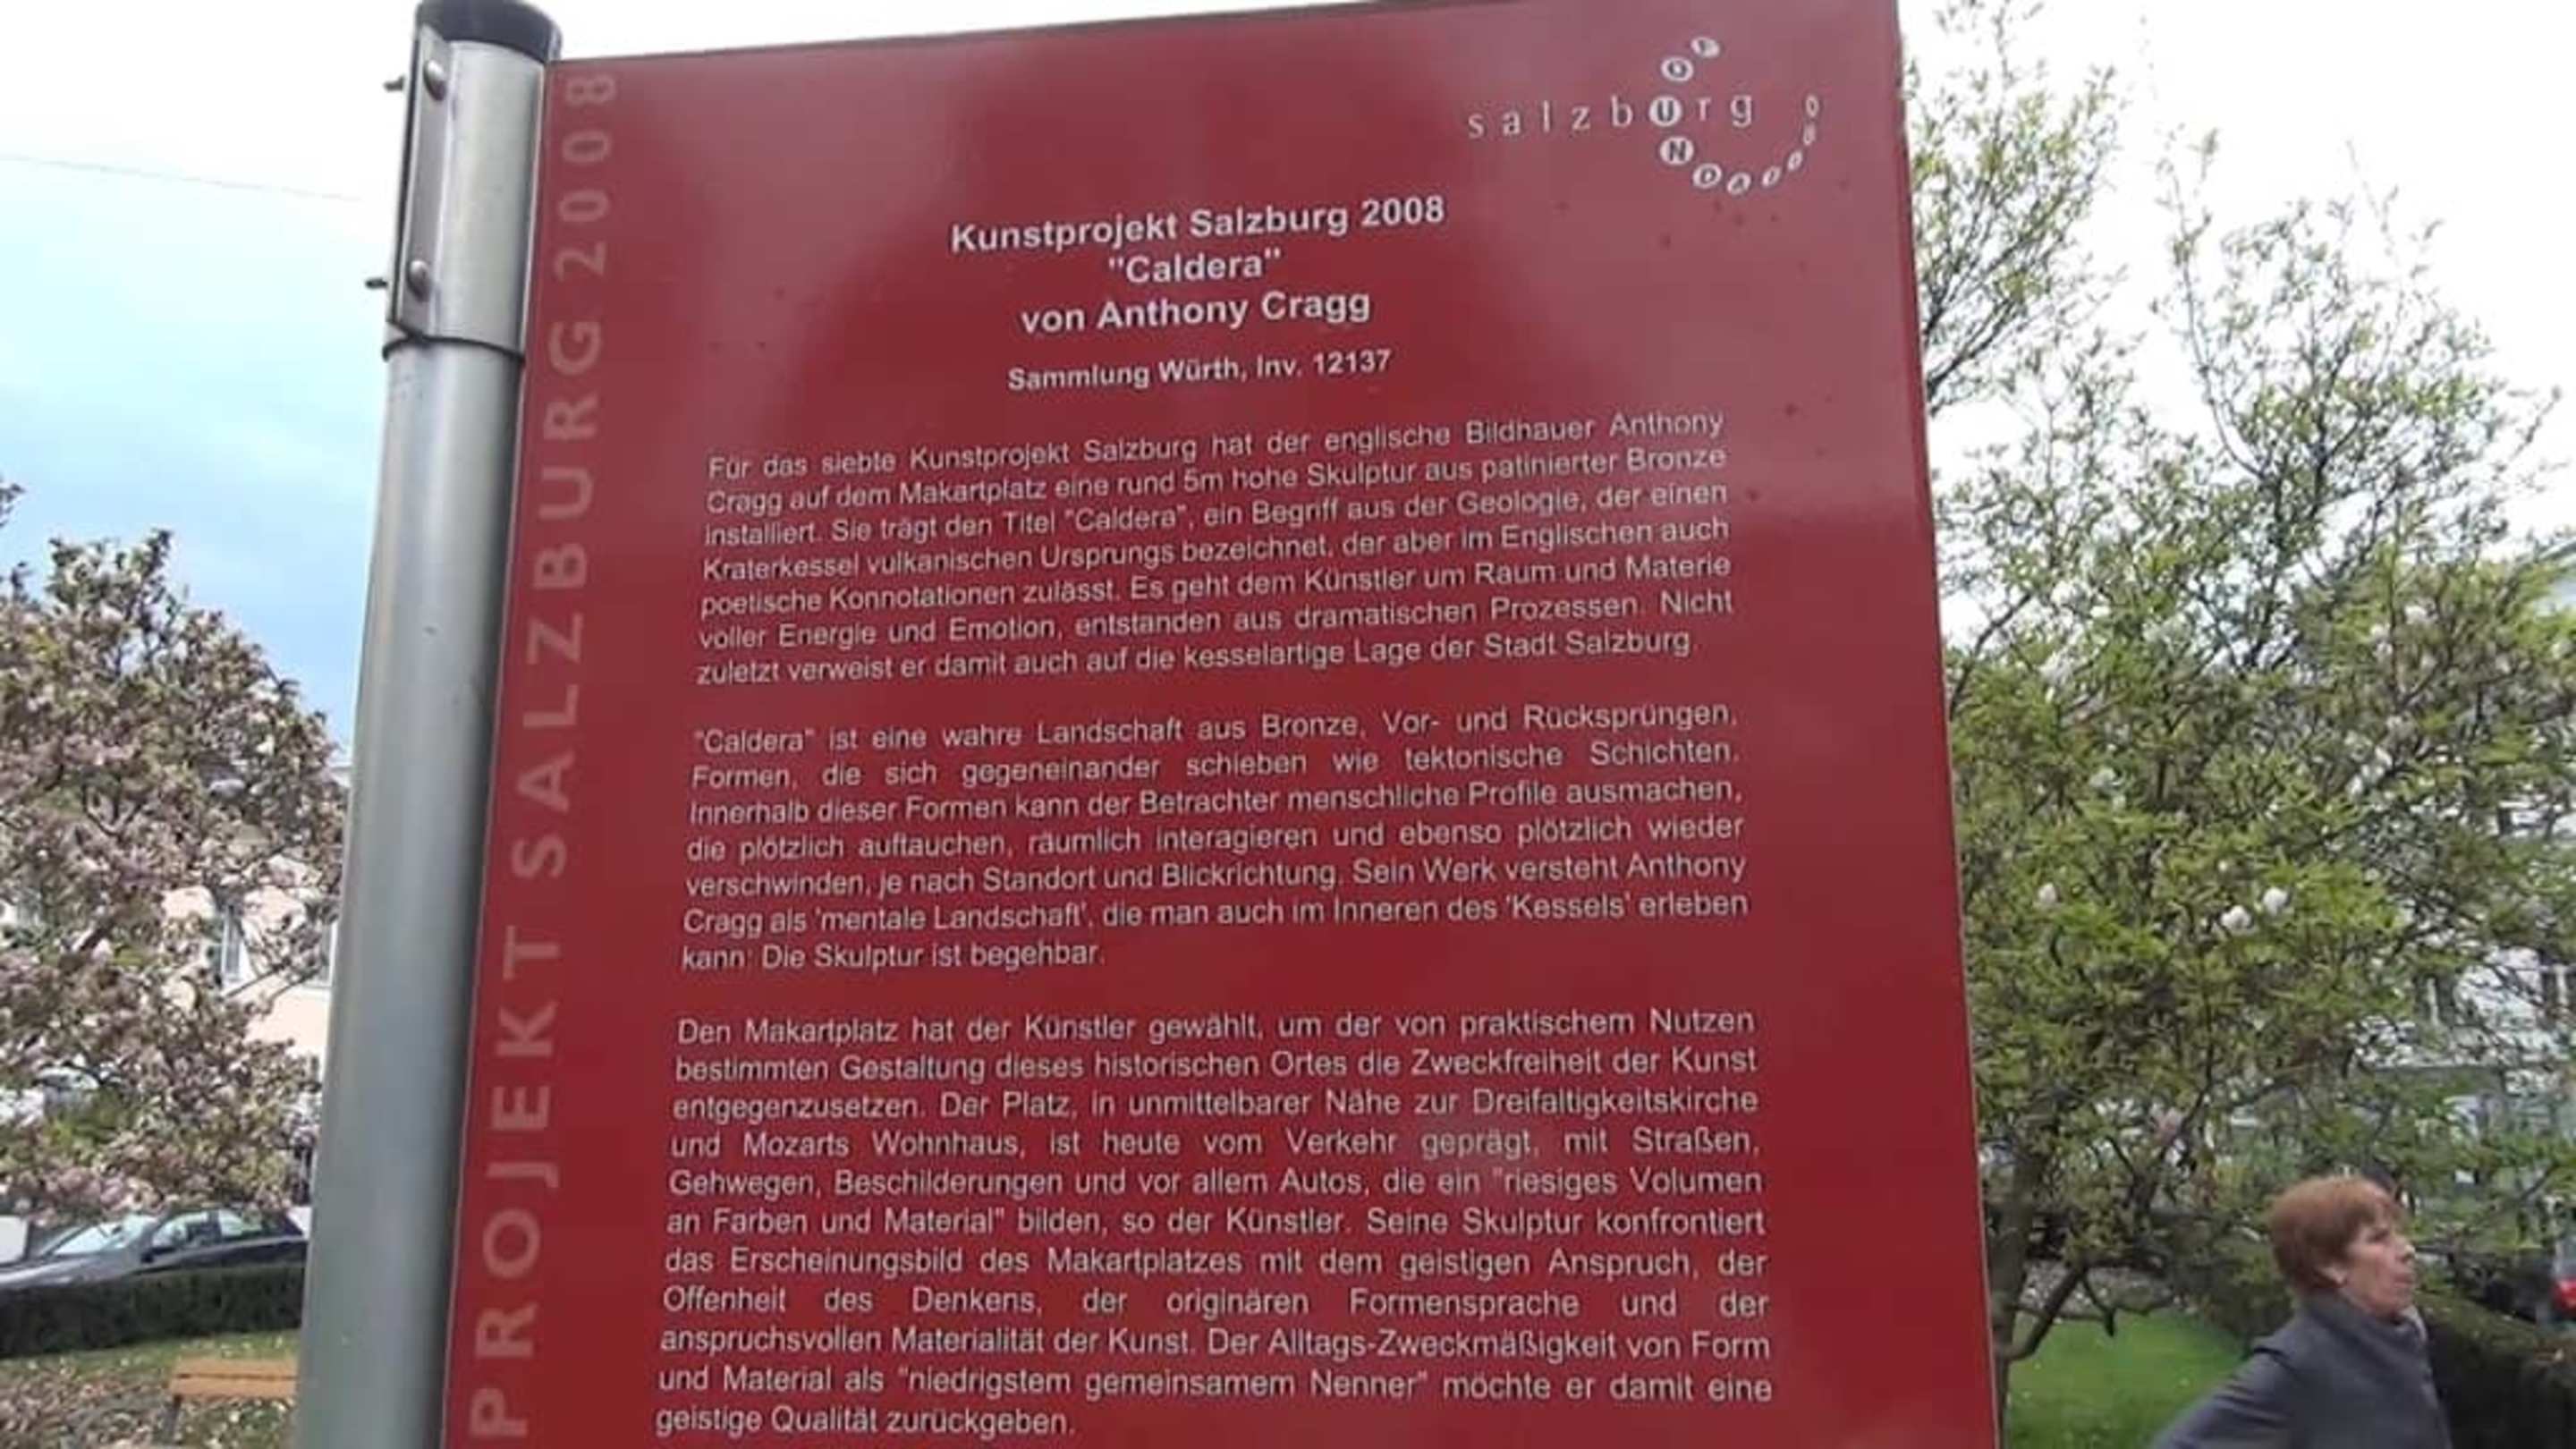 PROJEKT SALZBURG 2008
salzburg
FOUNDATION
Kunstprojekt Salzburg 2008
"Caldera"
von Anthony Cragg
Sammlung Würth, Inv. 12137
Für das siebte Kunstprojekt Salzburg hat der englische Bildhauer Anthony
Cragg auf dem Makartplatz eine rund 5m hohe Skulptur aus patinierter Bronze
installiert. Sie trägt den Titel "Caldera", ein Begriff aus der Geologie, der einen
Kraterkessel vulkanischen Ursprungs bezeichnet, der aber im Englischen auch
poetische Konnotationen zulässt. Es geht dem Künstler um Raum und Materie
voller Energie und Emotion, entstanden aus dramatischen Prozessen. Nicht
zuletzt verweist er damit auch auf die kesselartige Lage der Stadt Salzburg.
"Caldera" ist eine wahre Landschaft aus Bronze, Vor- und Rücksprüngen,
Formen, die sich gegeneinander schieben wie tektonische Schichten.
Innerhalb dieser Formen kann der Betrachter menschliche Profile ausmachen,
die plötzlich auftauchen, räumlich interagieren und ebenso plötzlich wieder
verschwinden, je nach Standort und Blickrichtung. Sein Werk versteht Anthony
Cragg als 'mentale Landschaft', die man auch im Inneren des 'Kessels' erleben
kann: Die Skulptur ist begehbar.
Den Makartplatz hat der Künstler gewählt, um der von praktischem Nutzen
bestimmten Gestaltung dieses historischen Ortes die Zweckfreiheit der Kunst
entgegenzusetzen. Der Platz, in unmittelbarer Nähe zur Dreifaltigkeitskirche
und Mozarts Wohnhaus, ist heute vom Verkehr geprägt, mit Straßen,
Gehwegen, Beschilderungen und vor allem Autos, die ein "riesiges Volumen
an Farben und Material" bilden, so der Künstler. Seine Skulptur konfrontiert
das Erscheinungsbild des Makartplatzes mit dem geistigen Anspruch, der
Offenheit des Denkens, der originären Formensprache und der
anspruchsvollen Materialität der Kunst. Der Alltags-Zweckmäßigkeit von Form
und Material als "niedrigstem gemeinsamem Nenner" möchte er damit eine
geistige Qualität zurückgeben.